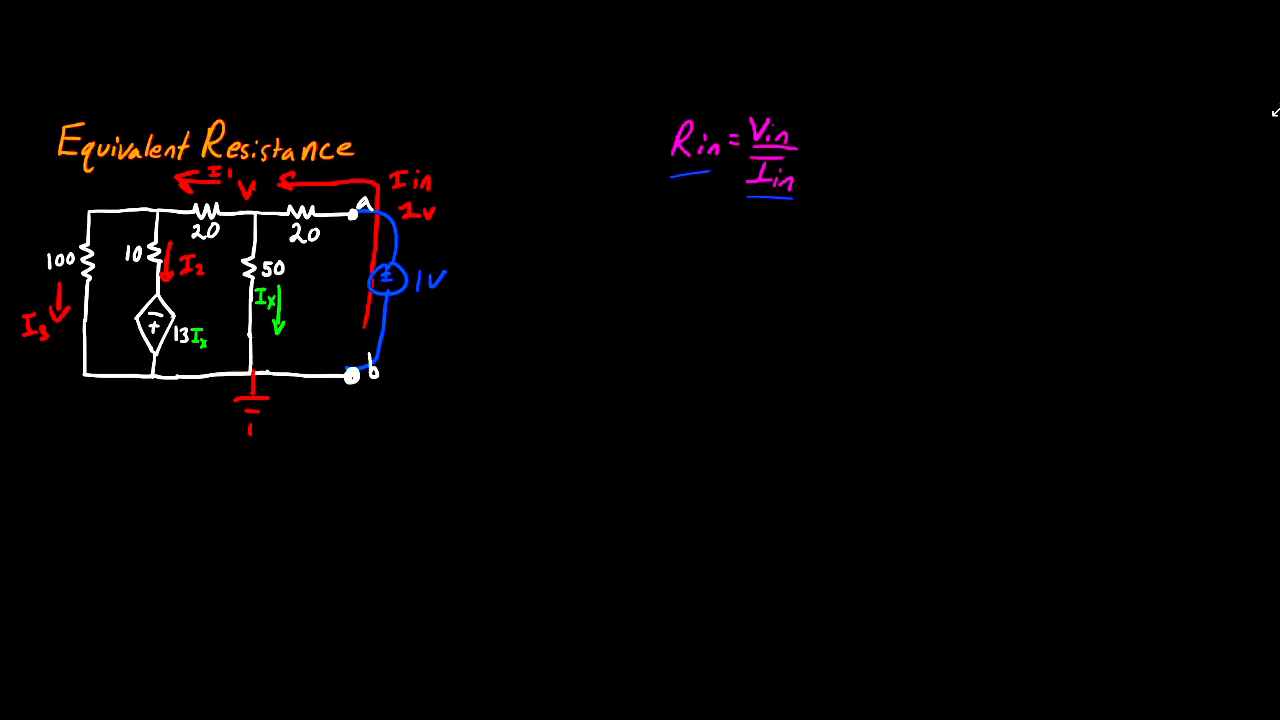 Equivalent Resistance
Rin = Vin / Iin
I' V Iin
a 1v
20 20
100 10 I2 50
± 1V
Ix
I3 − + 13Ix
b